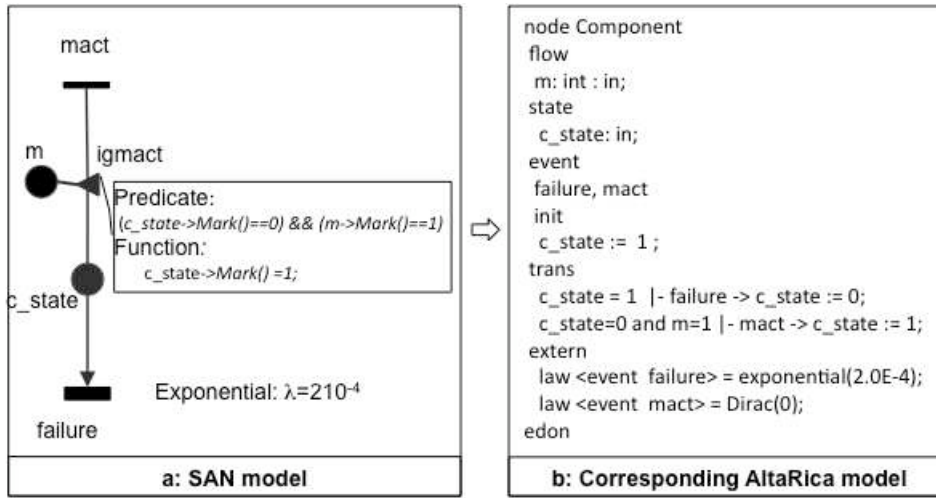 mact
m
igmact
Predicate:
(c_state->Mark()==0) && (m->Mark()==1)
Function:
c_state->Mark() =1;
c_state
Exponential: λ=210-4
failure
a: SAN model
node Component
flow
m: int : in;
state
c_state: in;
event
failure, mact
init
c_state := 1 ;
trans
c_state = 1 |- failure -> c_state := 0;
c_state=0 and m=1 |- mact -> c_state := 1;
extern
law <event failure> = exponential(2.0E-4);
law <event mact> = Dirac(0);
edon
b: Corresponding AltaRica model